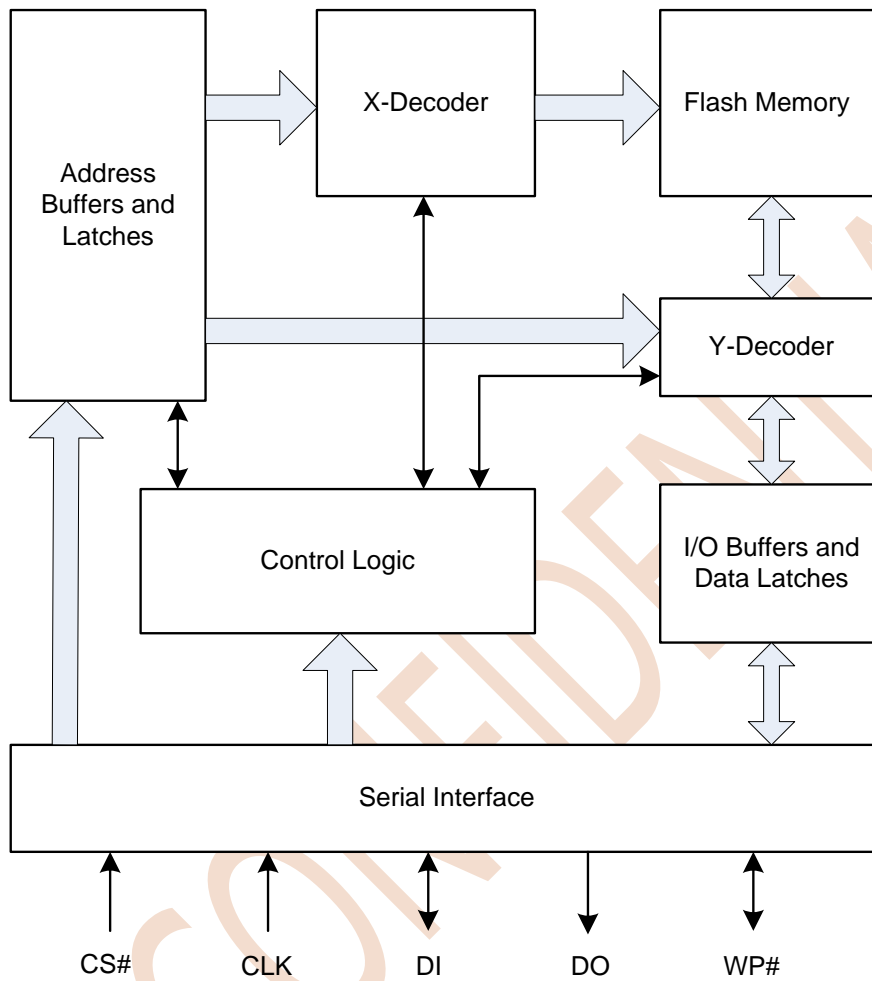 Address
Buffers and
Latches
X-Decoder
Flash Memory
Y-Decoder
Control Logic
I/O Buffers and
Data Latches
Serial Interface
CS#
CLK
DI
DO
WP#
CONFIDENTIA